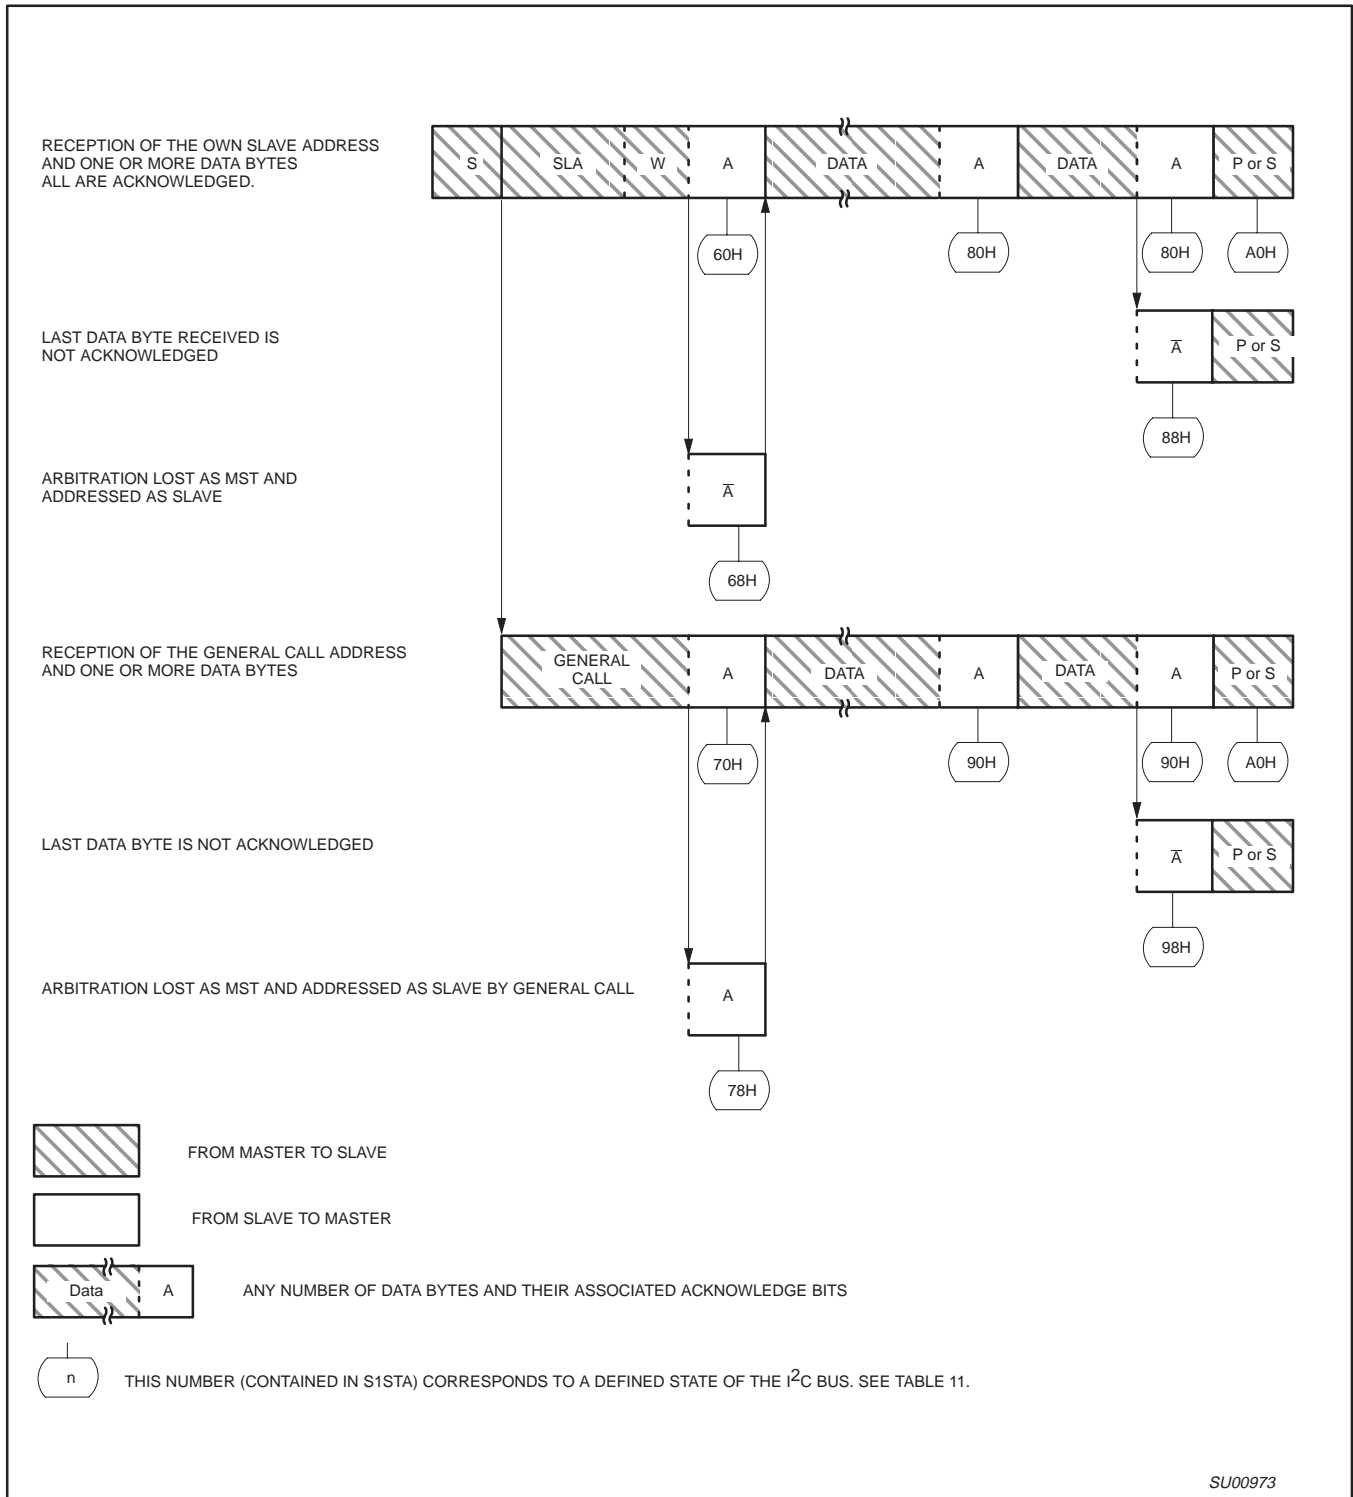 RECEPTION OF THE OWN SLAVE ADDRESS
AND ONE OR MORE DATA BYTES
ALL ARE ACKNOWLEDGED.
S SLA W A DATA A DATA A P or S
60H 80H 80H A0H
LAST DATA BYTE RECEIVED IS
NOT ACKNOWLEDGED
A̅ P or S
88H
ARBITRATION LOST AS MST AND
ADDRESSED AS SLAVE
A̅
68H
RECEPTION OF THE GENERAL CALL ADDRESS
AND ONE OR MORE DATA BYTES
GENERAL
CALL
A DATA A DATA A P or S
70H 90H 90H A0H
LAST DATA BYTE IS NOT ACKNOWLEDGED
A̅ P or S
98H
ARBITRATION LOST AS MST AND ADDRESSED AS SLAVE BY GENERAL CALL
A
78H
FROM MASTER TO SLAVE
FROM SLAVE TO MASTER
Data A ANY NUMBER OF DATA BYTES AND THEIR ASSOCIATED ACKNOWLEDGE BITS
n THIS NUMBER (CONTAINED IN S1STA) CORRESPONDS TO A DEFINED STATE OF THE I²C BUS. SEE TABLE 11.
SU00973